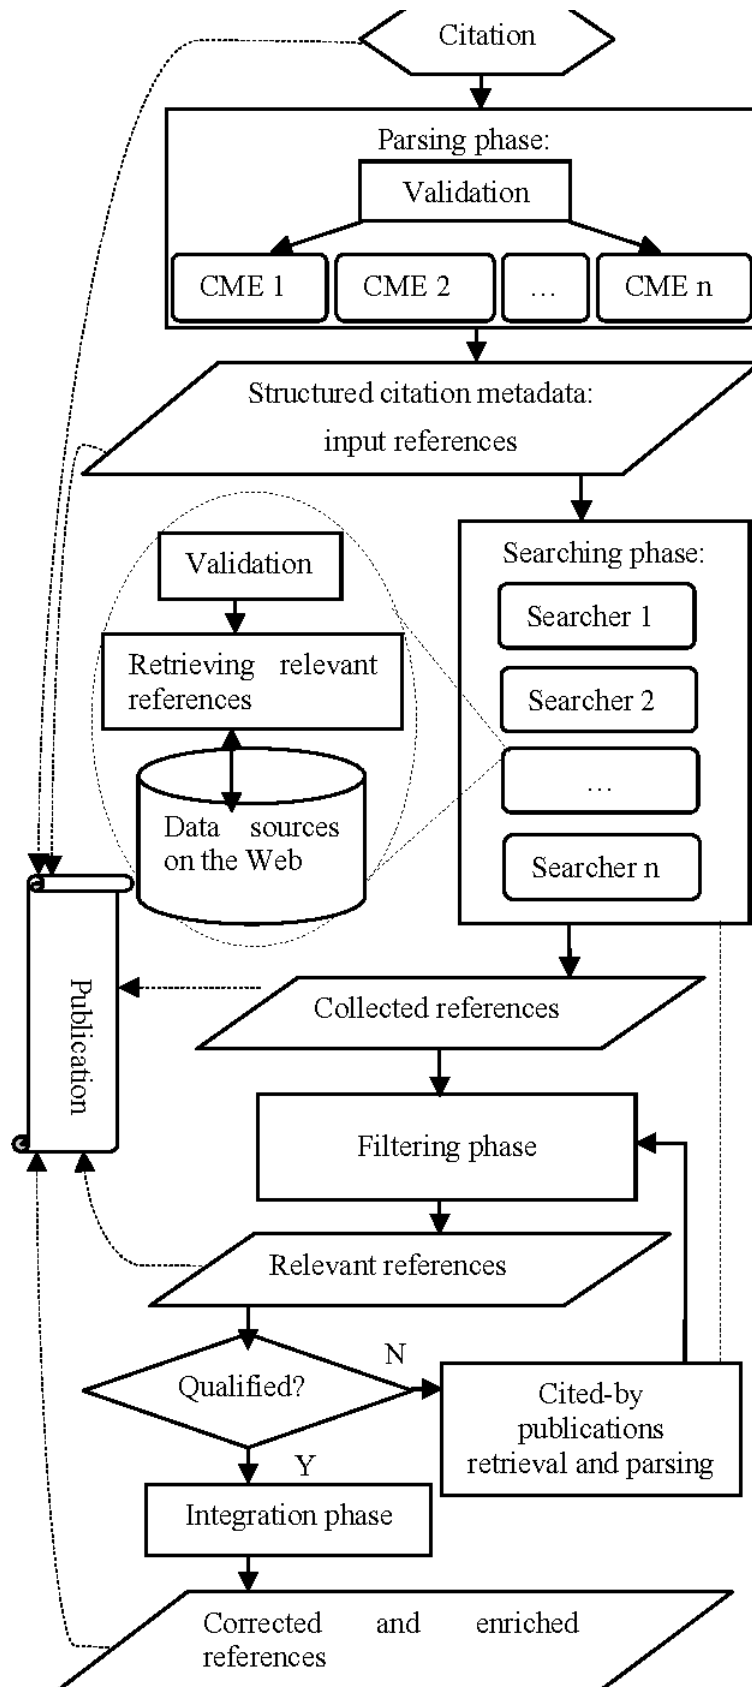 Citation
Parsing phase:
Validation
CME 1
CME 2
...
CME n
Structured citation metadata:
input references
Searching phase:
Searcher 1
Searcher 2
...
Searcher n
Validation
Retrieving relevant
references
Data sources
on the Web
Publication
Collected references
Filtering phase
Relevant references
Qualified?
N
Y
Cited-by
publications
retrieval and parsing
Integration phase
Corrected and enriched
references